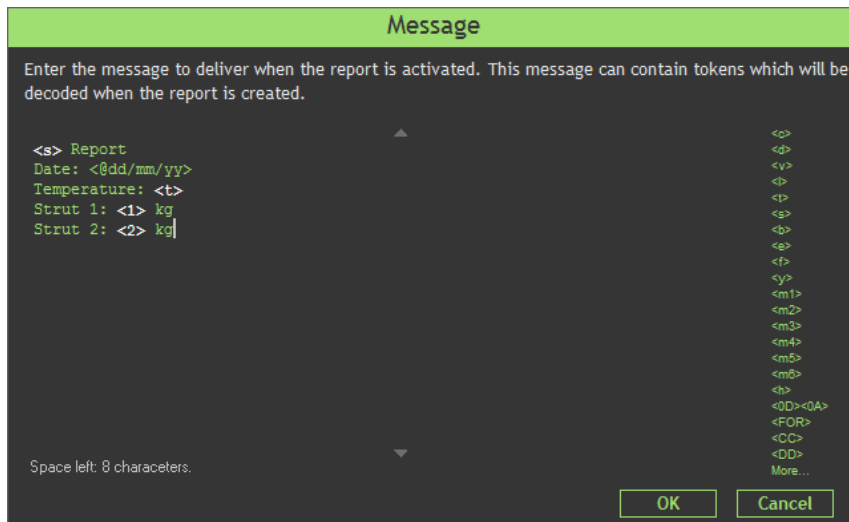 Message
Enter the message to deliver when the report is activated. This message can contain tokens which will be
decoded when the report is created.
<s> Report
Date: <@dd/mm/yy>
Temperature: <t>
Strut 1: <1> kg
Strut 2: <2> kg
<c>
<d>
<v>
<l>
<t>
<s>
<b>
<e>
<f>
<y>
<m1>
<m2>
<m3>
<m4>
<m5>
<m6>
<h>
<0D><0A>
<FOR>
<CC>
<DD>
More...
Space left: 8 characeters.
OK Cancel